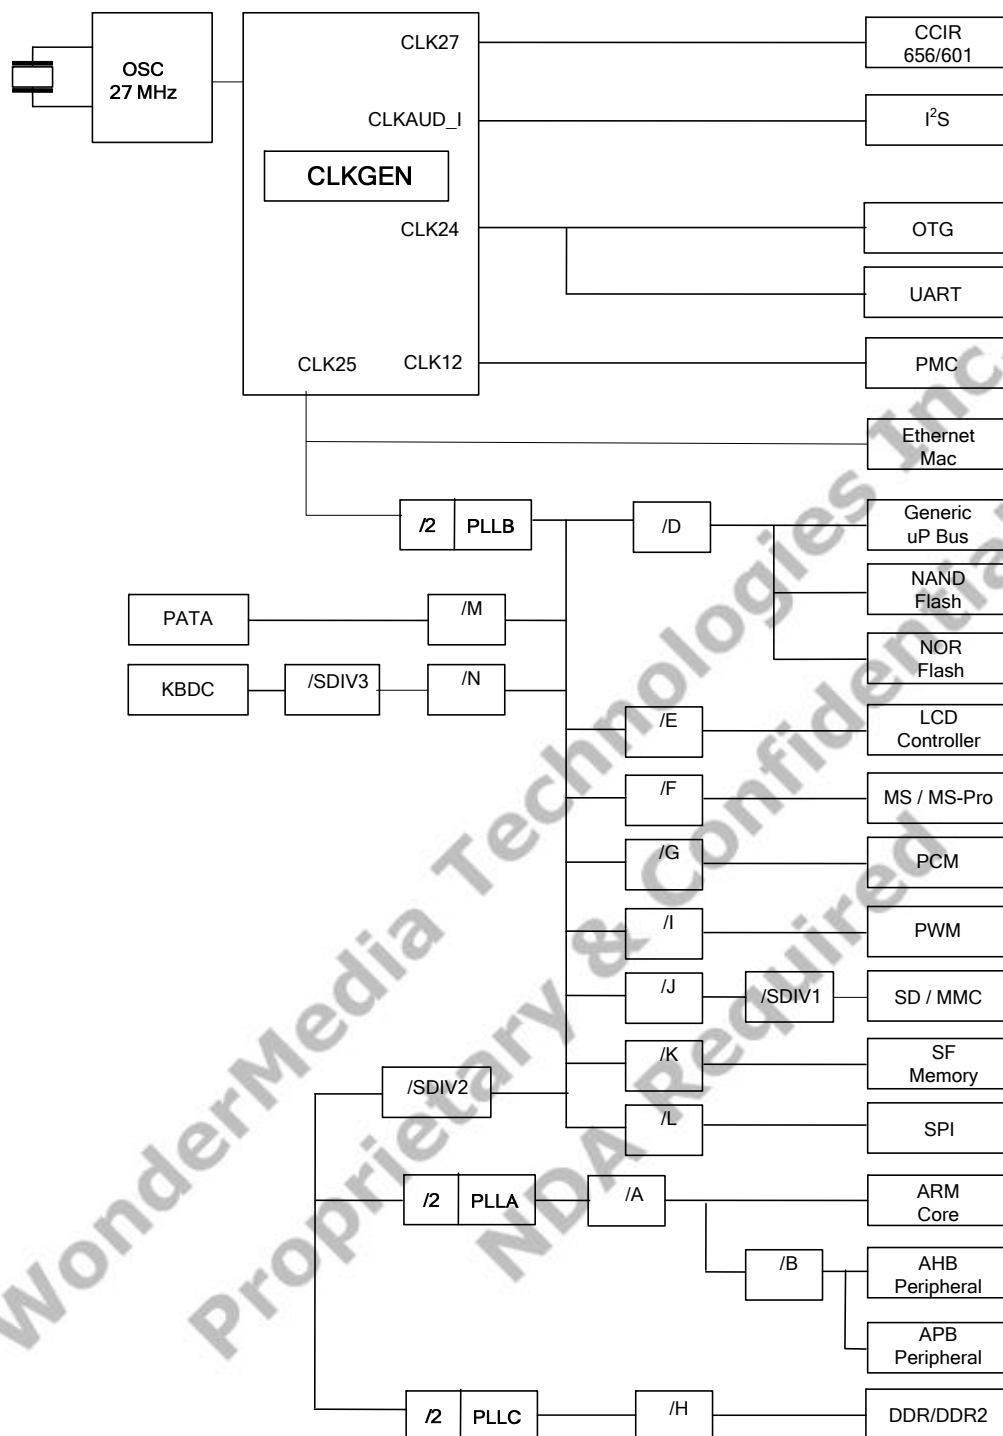 CLK27
CCIR
656/601
OSC
27 MHz
CLKAUD_I
I²S
CLKGEN
CLK24
OTG
UART
CLK25
CLK12
PMC
Ethernet
Mac
/2
PLLB
/D
Generic
uP Bus
NAND
Flash
PATA
/M
NOR
Flash
KBDC
/SDIV3
/N
/E
LCD
Controller
/F
MS / MS-Pro
/G
PCM
/I
PWM
/J
/SDIV1
SD / MMC
/K
SF
Memory
/SDIV2
/L
SPI
/2
PLLA
/A
ARM
Core
/B
AHB
Peripheral
APB
Peripheral
/2
PLLC
/H
DDR/DDR2
WonderMedia Technologies Inc.
Proprietary & Confidential
NDA Required